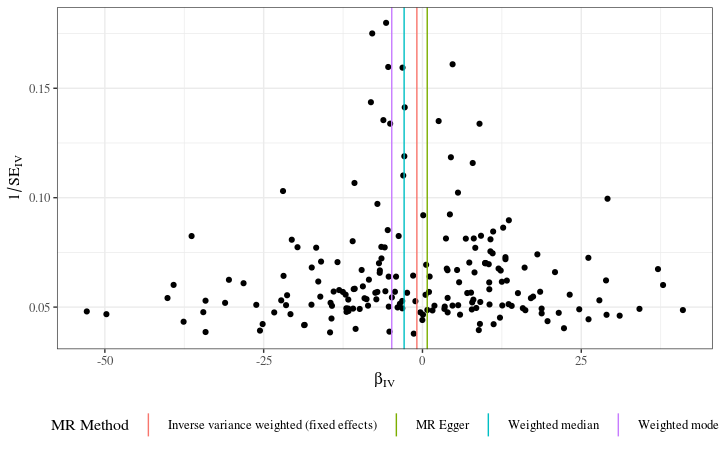 0.15
0.10
0.05
1/SE_IV
-50
-25
0
25
β_IV
MR Method
Inverse variance weighted (fixed effects)
MR Egger
Weighted median
Weighted mode